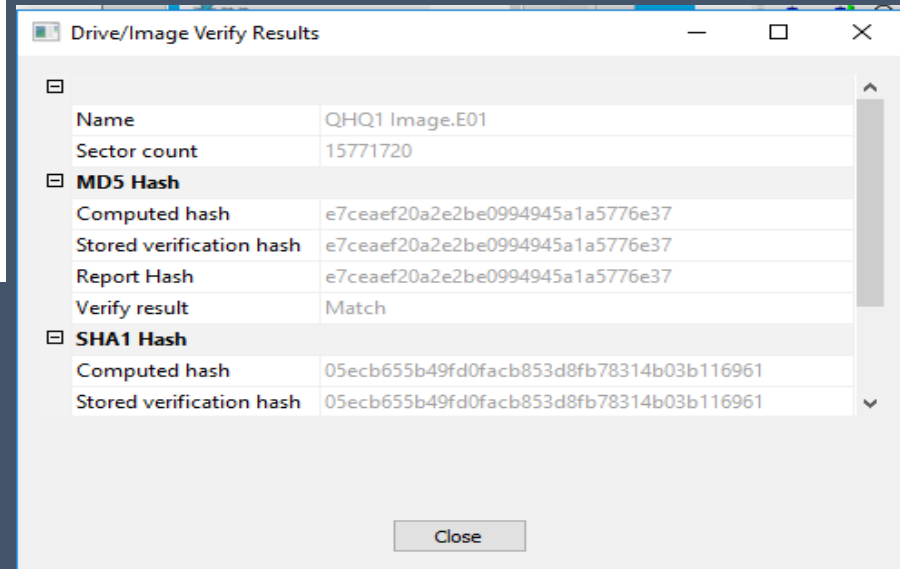 Drive/Image Verify Results
Name QHQ1 Image.E01
Sector count 15771720
MD5 Hash
Computed hash e7ceaef20a2e2be0994945a1a5776e37
Stored verification hash e7ceaef20a2e2be0994945a1a5776e37
Report Hash e7ceaef20a2e2be0994945a1a5776e37
Verify result Match
SHA1 Hash
Computed hash 05ecb655b49fd0facb853d8fb78314b03b116961
Stored verification hash 05ecb655b49fd0facb853d8fb78314b03b116961
Close